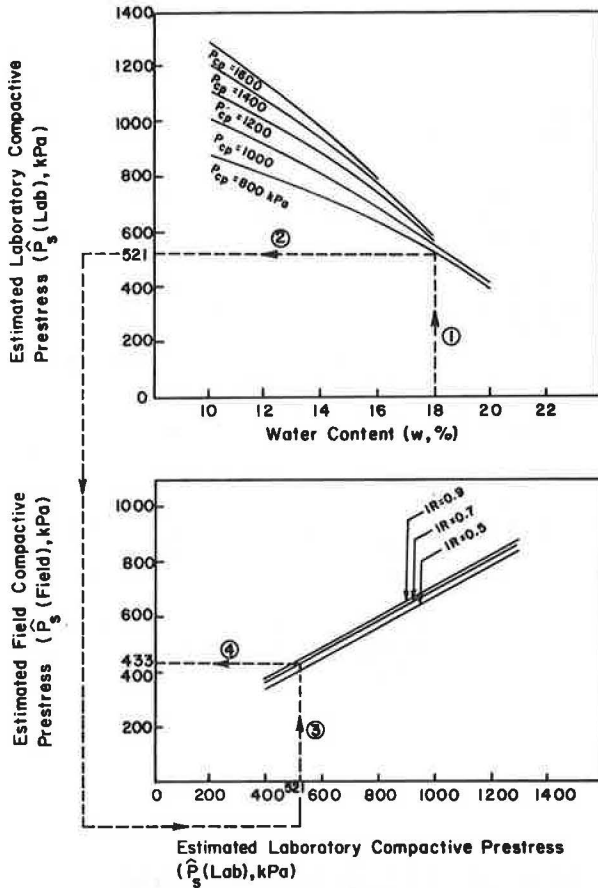 Estimated Laboratory Compactive
Prestress (P̂s (Lab), kPa)
1400
1200
1000
800
600
521
400
200
0
Pcp=1600
Pcp=1400
Pcp=1200
Pcp=1000
Pcp=800 kPa
②
①
10 12 14 16 18 20 22
Water Content (w, %)
Estimated Field Compactive
Prestress (P̂s (Field), kPa)
1000
800
600
433
400
200
IR=0.9
IR=0.7
IR=0.5
④
③
0 200 400 521 600 800 1000 1200 1400
Estimated Laboratory Compactive Prestress
(P̂s (Lab), kPa)